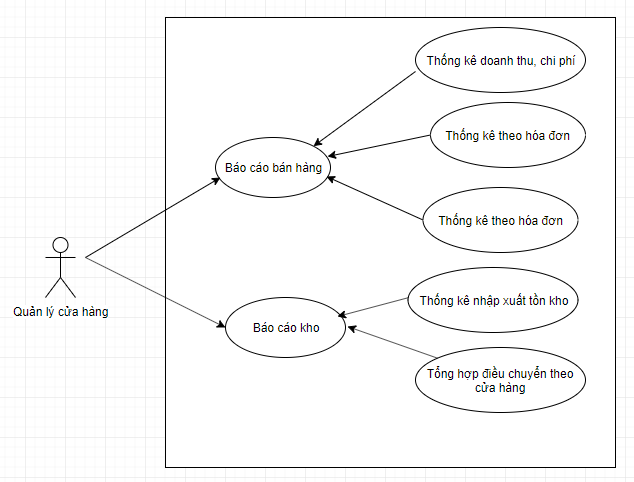 Thống kê doanh thu, chi phí
Thống kê theo hóa đơn
Báo cáo bán hàng
Thống kê theo hóa đơn
Quản lý cửa hàng
Thống kê nhập xuất tồn kho
Báo cáo kho
Tổng hợp điều chuyển theo
cửa hàng